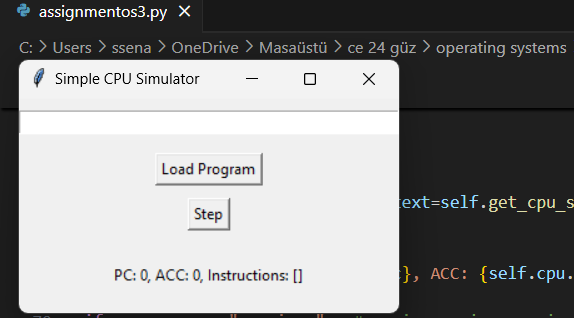 assignmentos3.py
C: > Users > ssena > OneDrive > Masaüstü > ce 24 güz > operating systems
Simple CPU Simulator
Load Program
text=self.get_cpu_s
Step
PC: 0, ACC: 0, Instructions: []
}, ACC: {self.cpu.